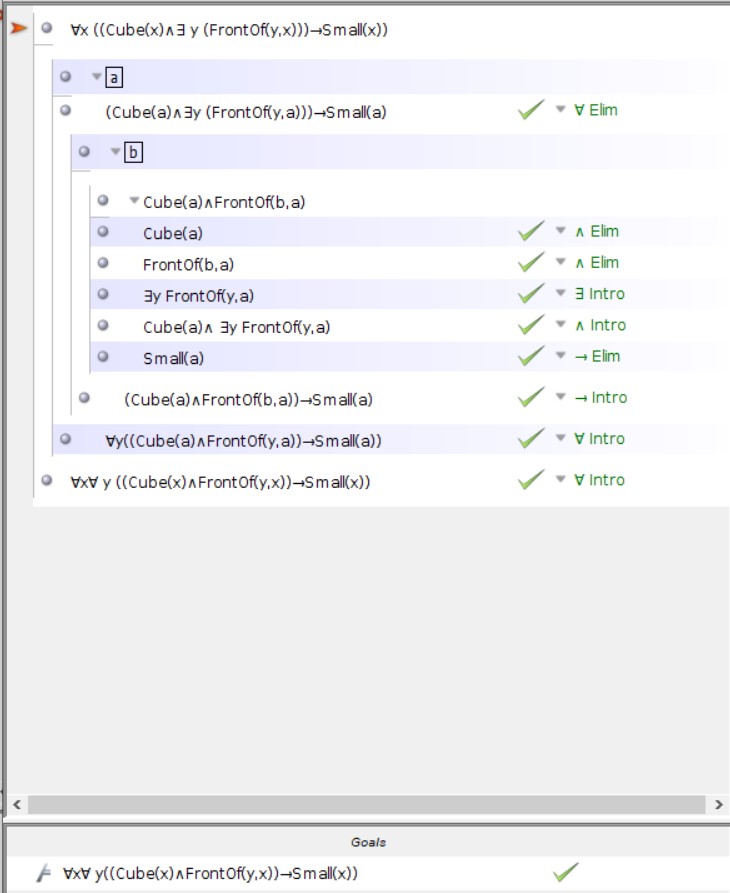 ∀x ((Cube(x)∧∃ y (FrontOf(y,x)))→Small(x))
a
(Cube(a)∧∃y (FrontOf(y,a)))→Small(a) ∀ Elim
b
Cube(a)∧FrontOf(b,a)
Cube(a) ∧ Elim
FrontOf(b,a) ∧ Elim
∃y FrontOf(y,a) ∃ Intro
Cube(a)∧ ∃y FrontOf(y,a) ∧ Intro
Small(a) → Elim
(Cube(a)∧FrontOf(b,a))→Small(a) → Intro
∀y((Cube(a)∧FrontOf(y,a))→Small(a)) ∀ Intro
∀x∀ y ((Cube(x)∧FrontOf(y,x))→Small(x)) ∀ Intro
Goals
∀x∀ y((Cube(x)∧FrontOf(y,x))→Small(x))